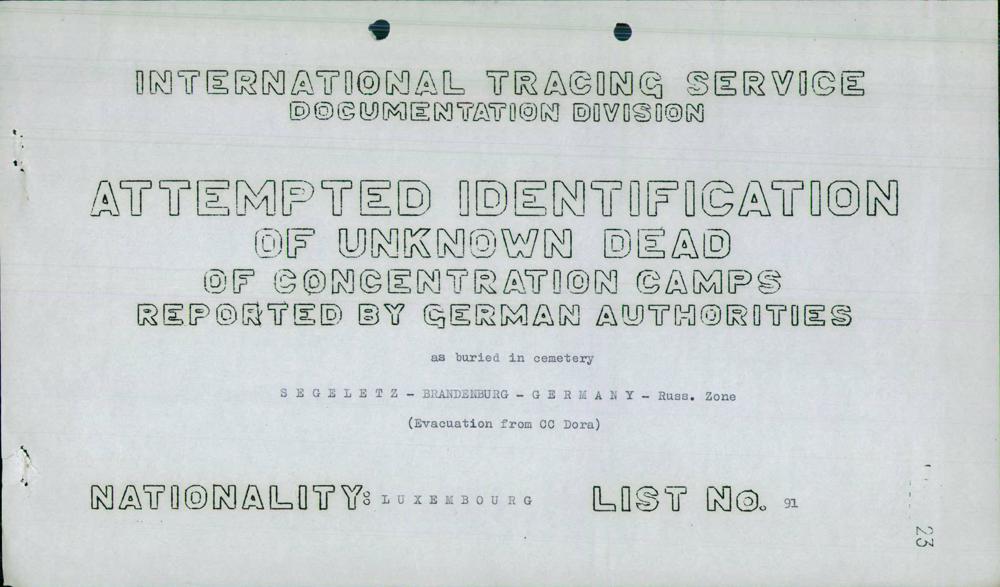 INTERNATIONAL TRACING SERVICE
DOCUMENTATION DIVISION
ATTEMPTED IDENTIFICATION
OF UNKNOWN DEAD
OF CONCENTRATION CAMPS
REPORTED BY GERMAN AUTHORITIES
as buried in cemetery
S E G E L E T Z - BRANDENBURG - G E R M A N Y - Russ. Zone
(Evacuation from CC Dora)
NATIONALITY: L U X E M B O U R G LIST No. 91
23